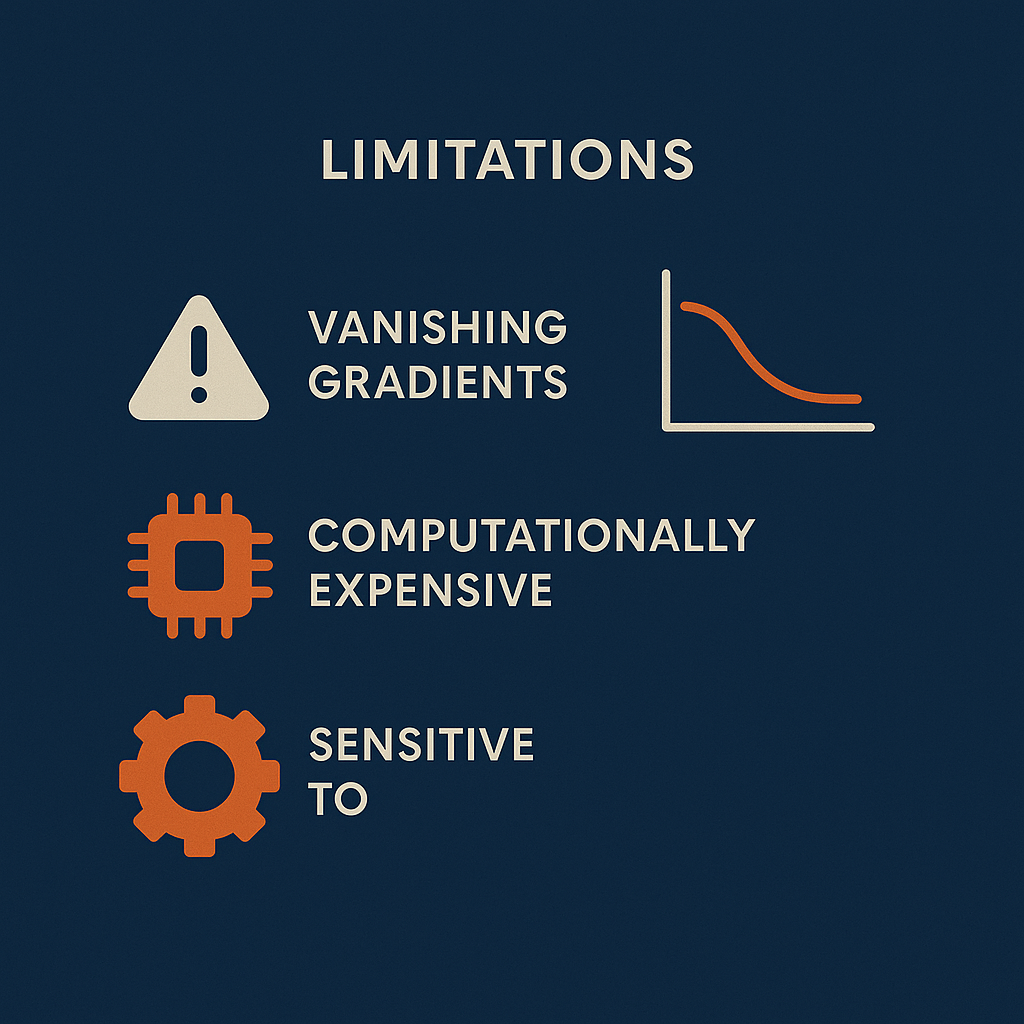 LIMITATIONS
VANISHING
GRADIENTS
COMPUTATIONALLY
EXPENSIVE
SENSITIVE
TO